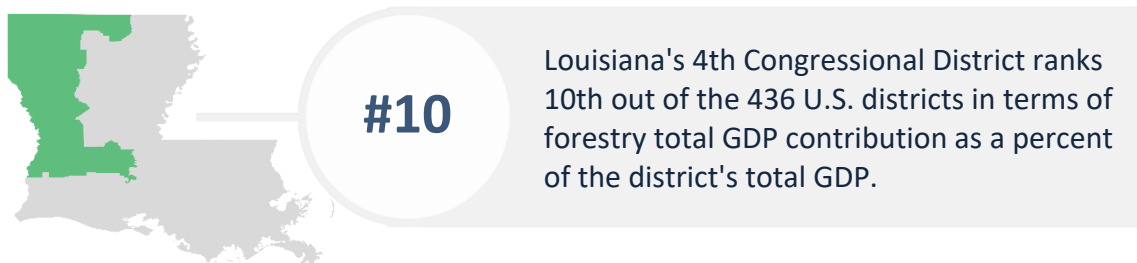 #10
Louisiana's 4th Congressional District ranks
10th out of the 436 U.S. districts in terms of
forestry total GDP contribution as a percent
of the district's total GDP.